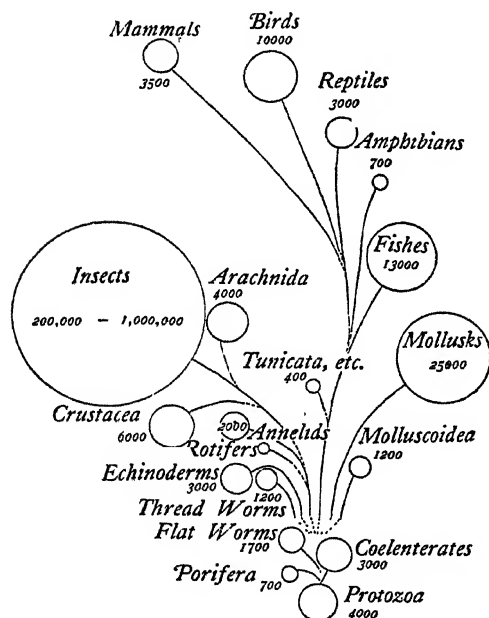 Mammals
3500
Birds
10000
Reptiles
3000
Amphibians
700
Fishes
13000
Insects
200,000 – 1,000,000
Arachnida
4000
Tunicata, etc.
400
Mollusks
25000
Crustacea
6000
2000 Annelids
Rotifers
Molluscoidea
1200
Echinoderms
3000
1200
Thread Worms
Flat Worms
1700
Coelenterates
3000
Porifera
700
Protozoa
4000